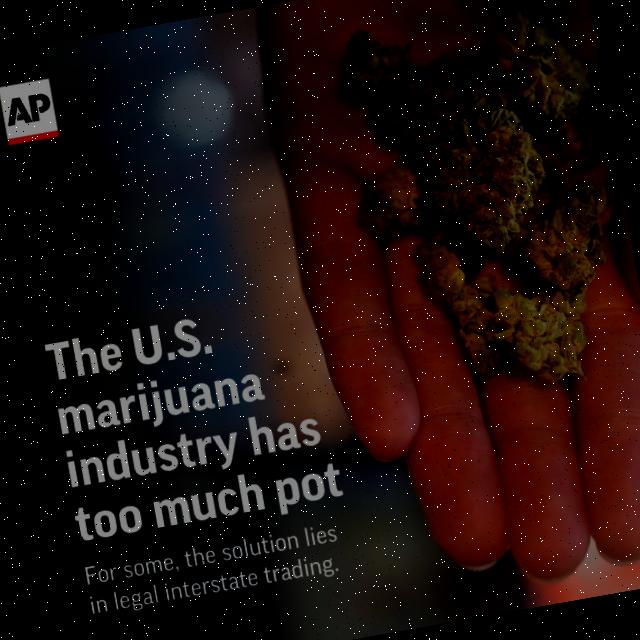 AP
The U.S.
marijuana
industry has
too much pot
For some, the solution lies
in legal interstate trading.